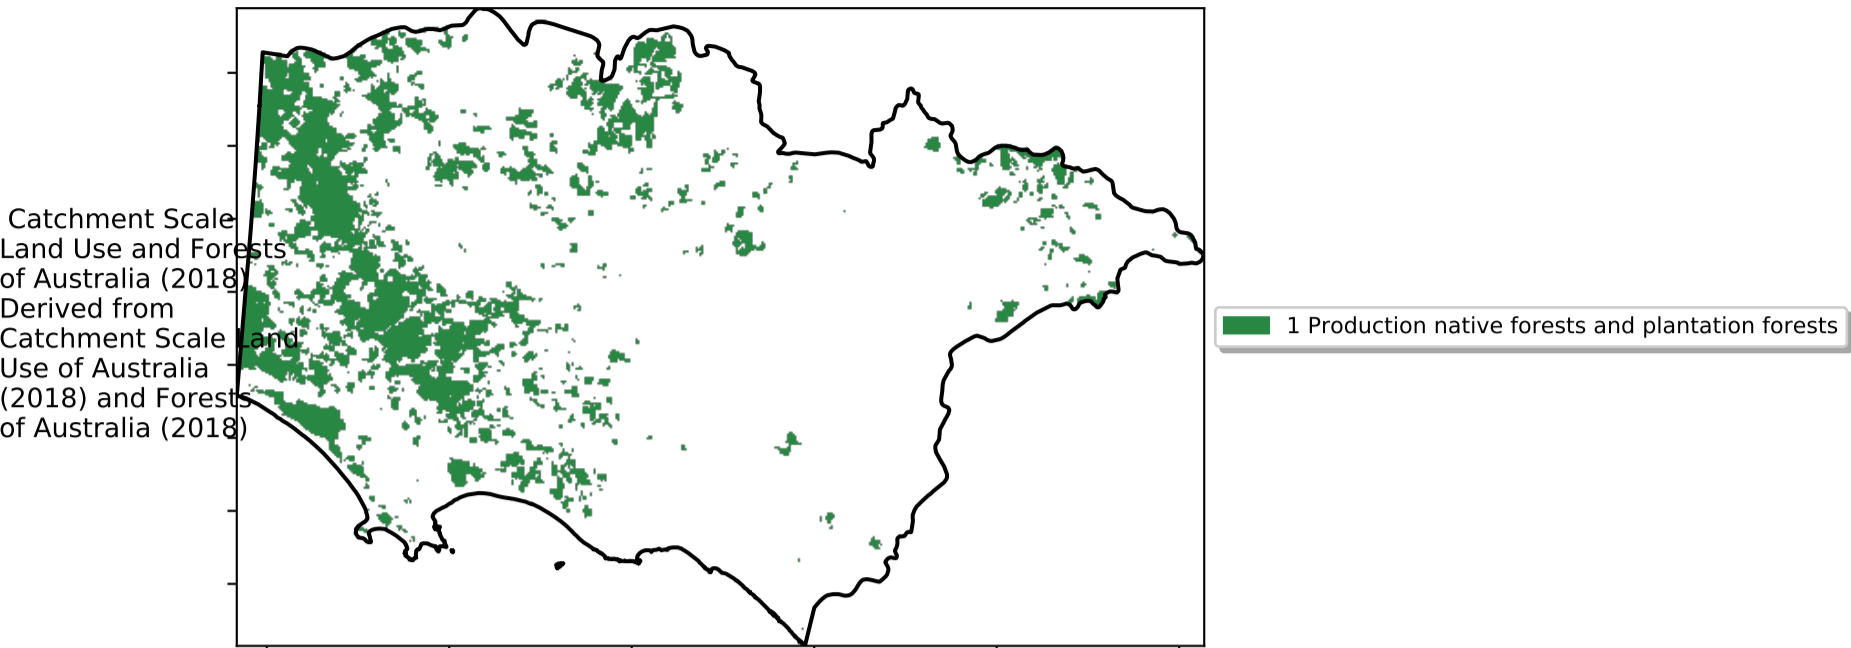 Catchment Scale
Land Use and Forests
of Australia (2018)
Derived from
Catchment Scale Land
Use of Australia
(2018) and Forests
of Australia (2018)
1 Production native forests and plantation forests